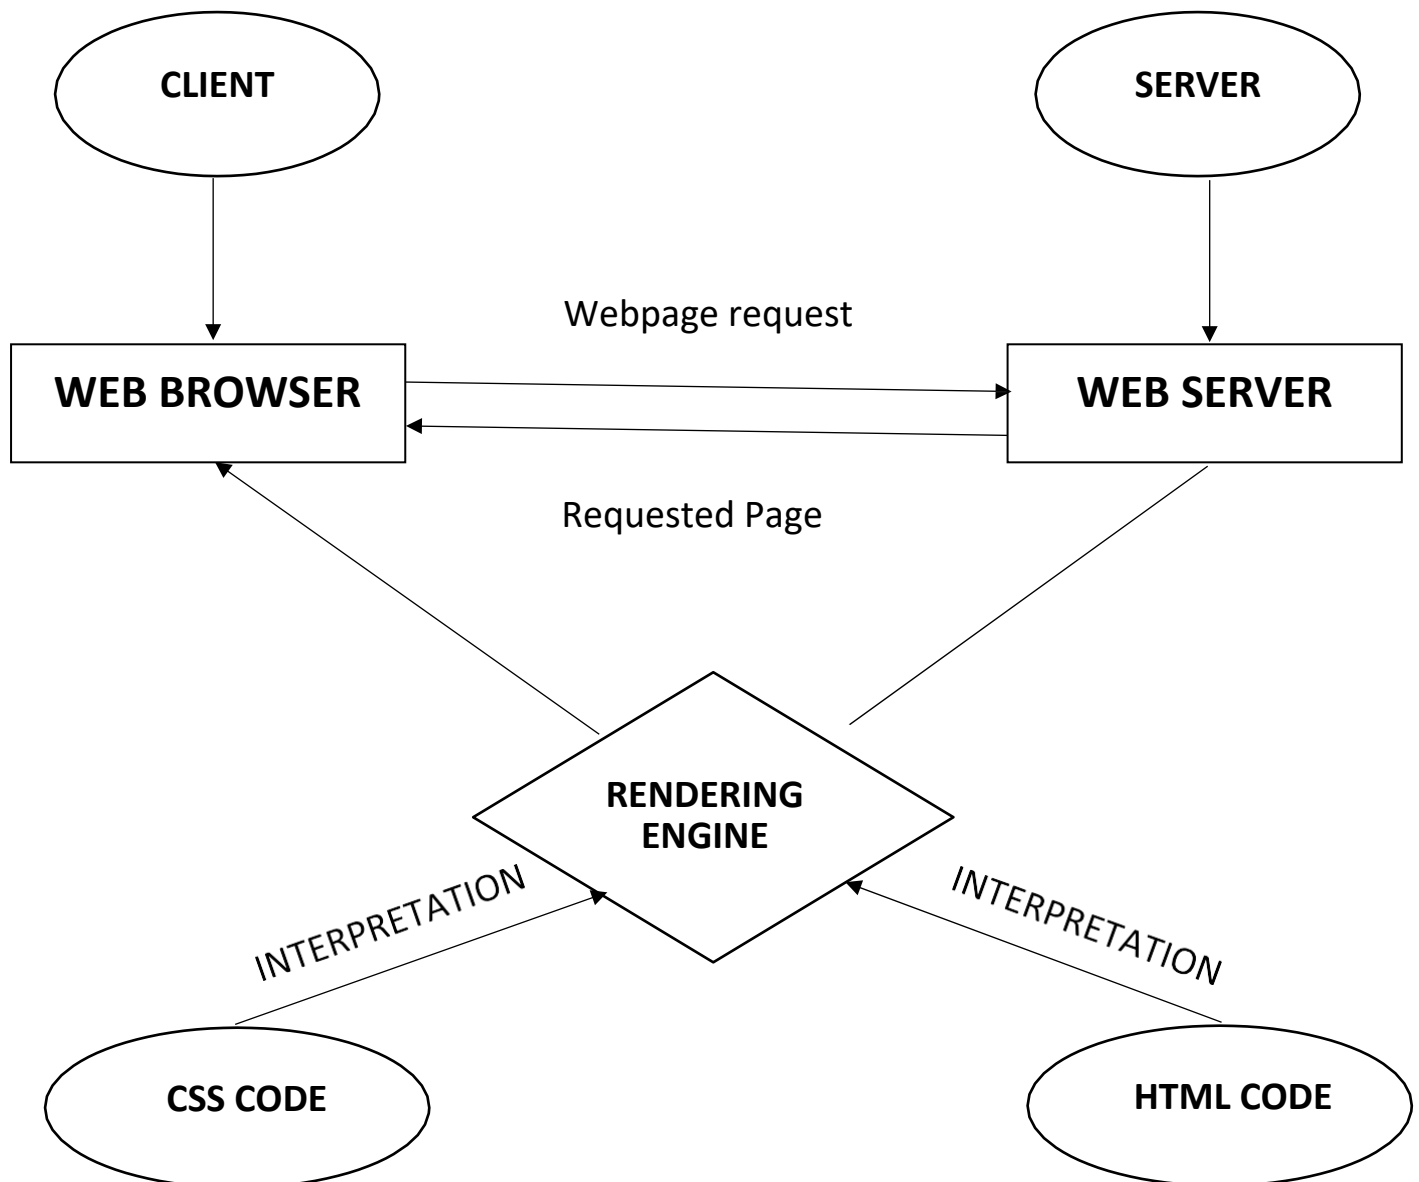 CLIENT
SERVER
Webpage request
WEB BROWSER
WEB SERVER
Requested Page
RENDERING
ENGINE
INTERPRETATION
INTERPRETATION
CSS CODE
HTML CODE